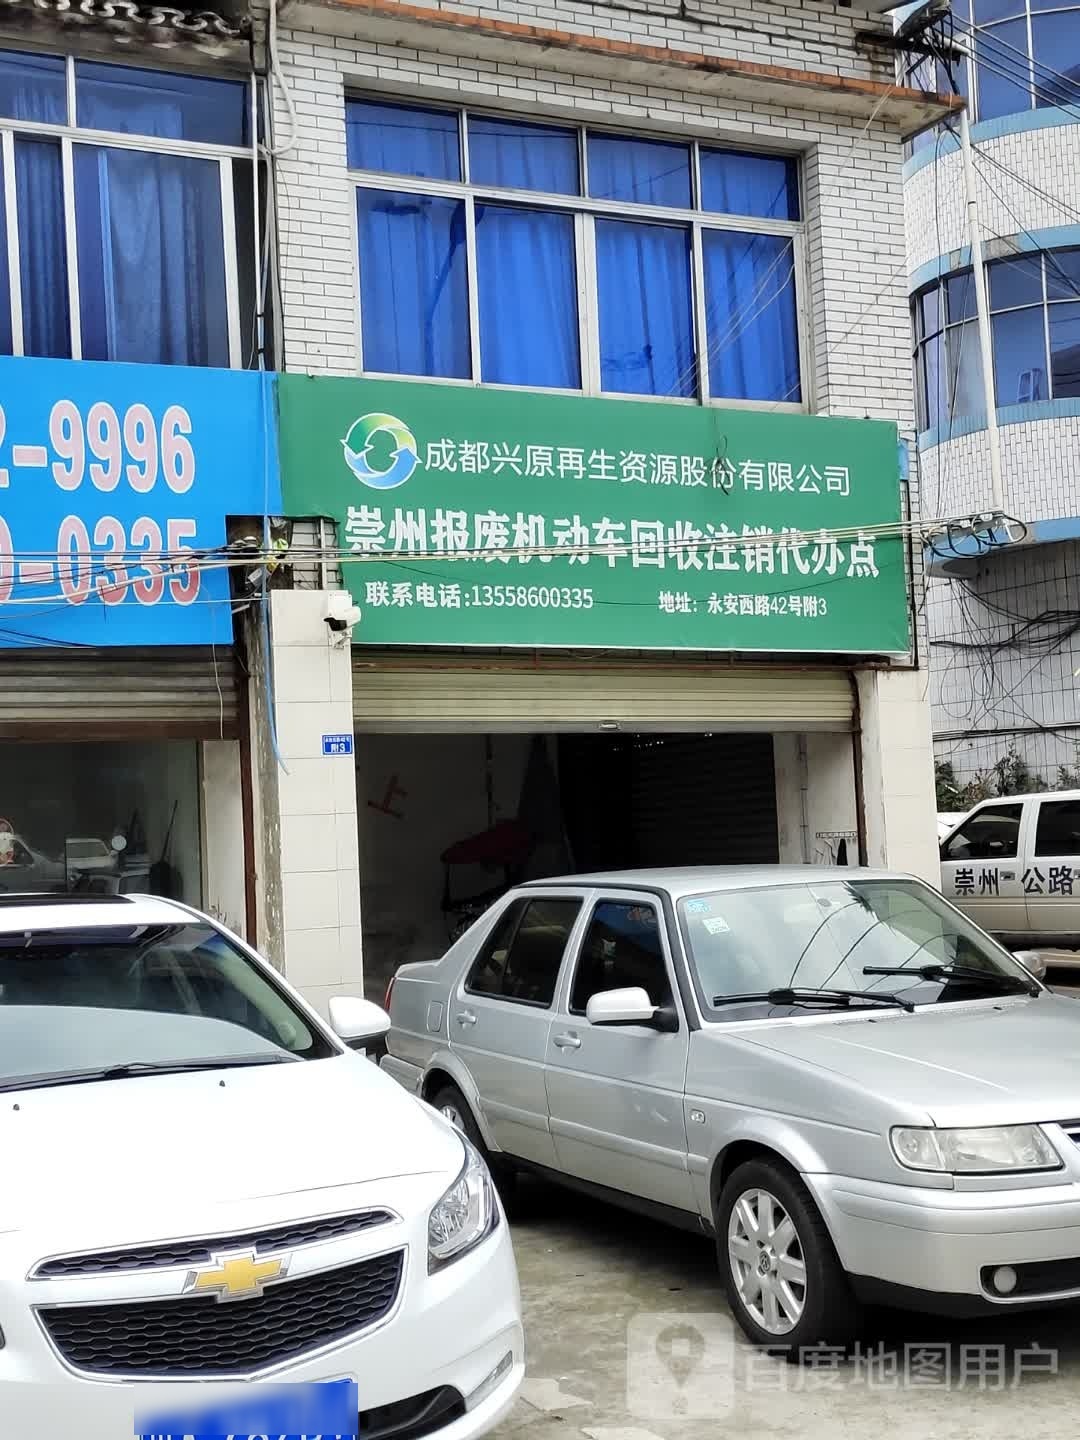 2-9996
0-0335
成都兴原再生资源股份有限公司
崇州报废机动车回收注销代办点
联系电话:13558600335
地址: 永安西路42号附3
附3
上
崇州 公路
百度地图用户